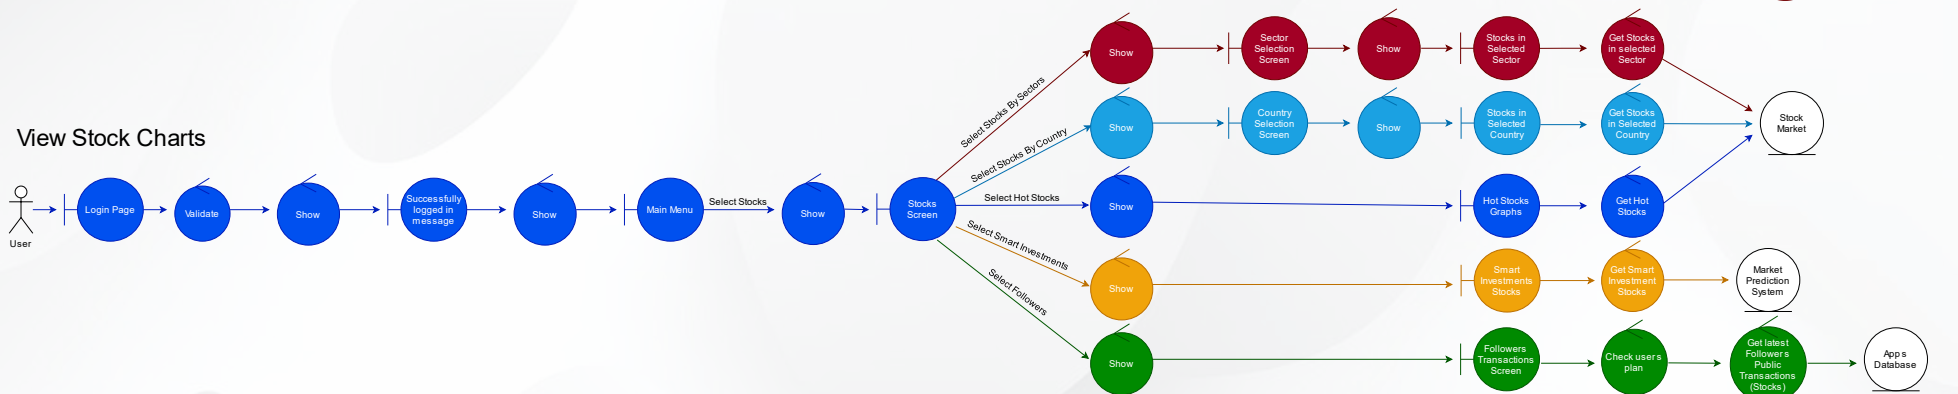 View Stock Charts
User
Login Page
Validate
Show
Successfully
logged in
message
Show
Main Menu
Select Stocks
Show
Stocks
Screen
Select Stocks By Sectors
Show
Sector
Selection
Screen
Show
Stocks in
Selected
Sector
Get Stocks
in selected
Sector
Select Stocks By Country
Show
Country
Selection
Screen
Show
Stocks in
Selected
Country
Get Stocks
in Selected
Country
Stock
Market
Select Hot Stocks
Show
Hot Stocks
Graphs
Get Hot
Stocks
Select Smart Investments
Show
Smart
Investments
Stocks
Get Smart
Investment
Stocks
Market
Prediction
System
Select Followers
Show
Followers
Transactions
Screen
Check users
plan
Get latest
Followers
Public
Transactions
(Stocks)
Apps
Database